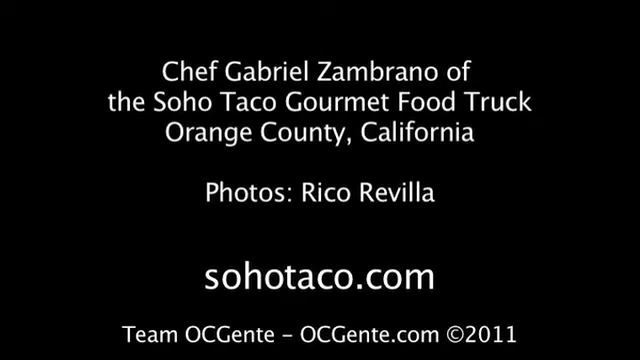 Chef Gabriel Zambrano of
the Soho Taco Gourmet Food Truck
Orange County, California
Photos: Rico Revilla
sohotaco.com
Team OCGente – OCGente.com ©2011